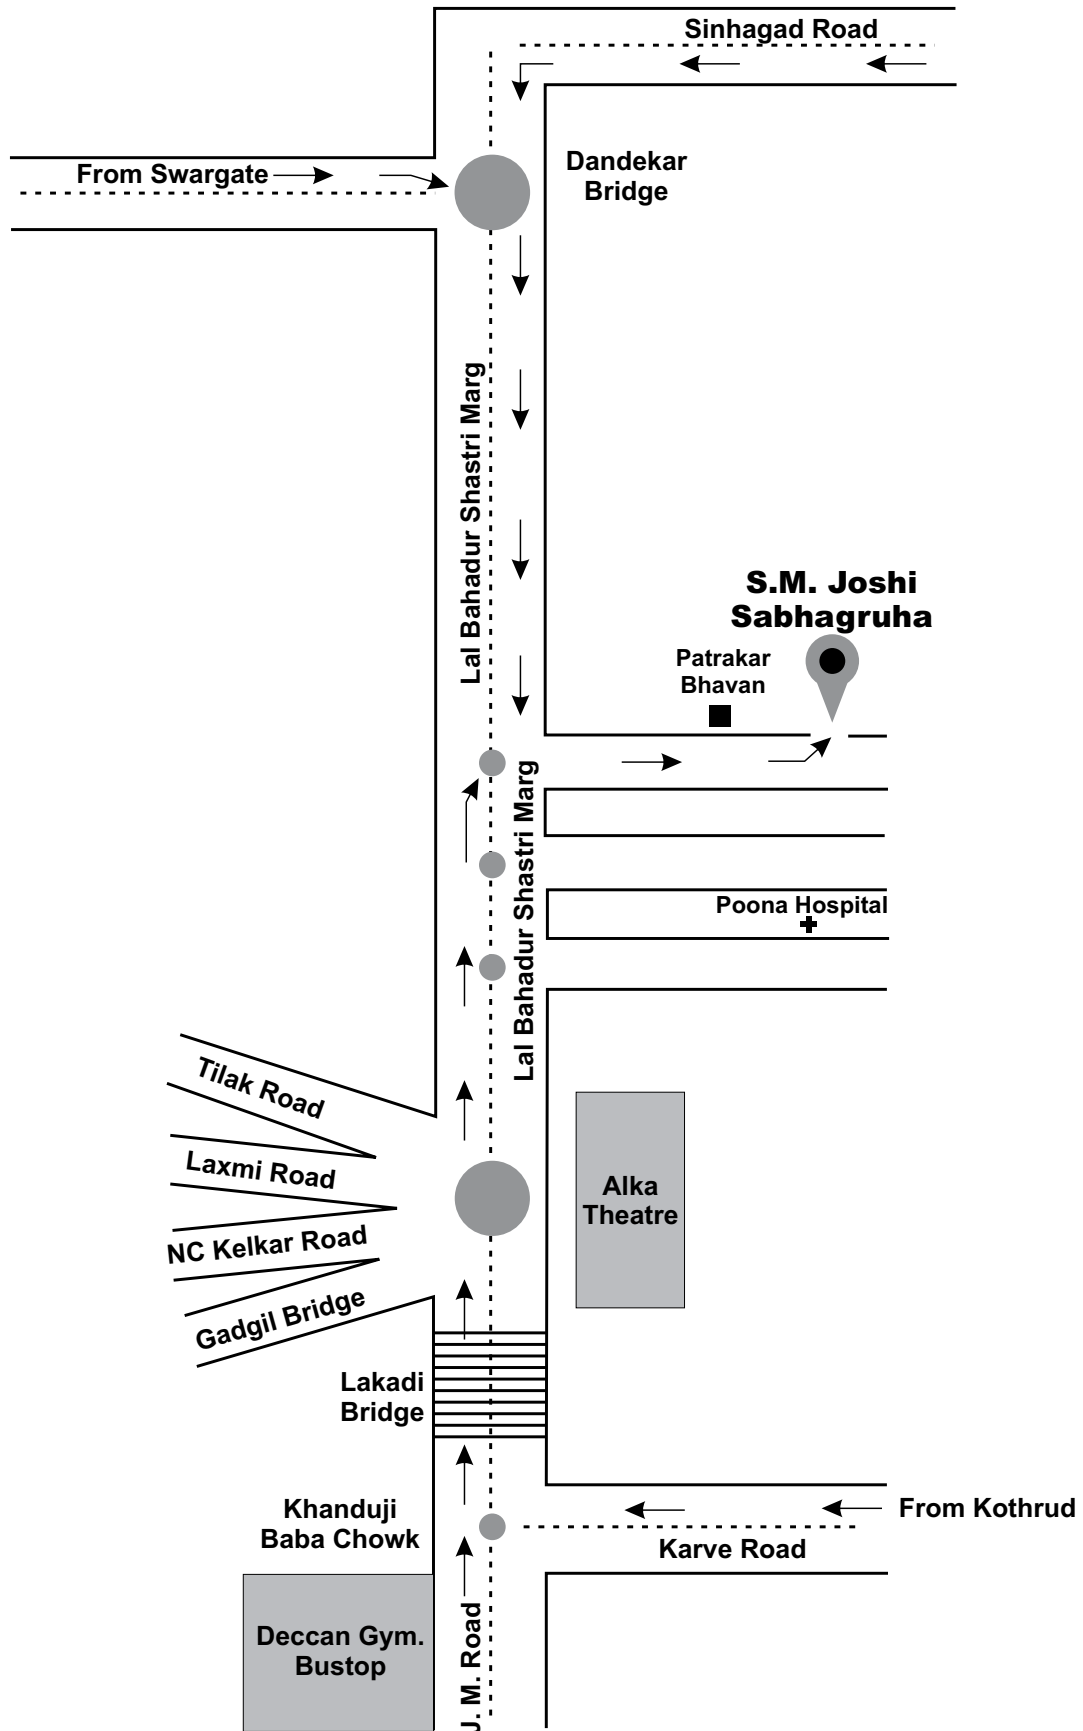 Sinhagad Road
From Swargate
Dandekar
Bridge
Lal Bahadur Shastri Marg
S.M. Joshi
Sabhagruha
Patrakar
Bhavan
Lal Bahadur Shastri Marg
Poona Hospital
Tilak Road
Laxmi Road
NC Kelkar Road
Gadgil Bridge
Alka
Theatre
Lakadi
Bridge
Khanduji
Baba Chowk
From Kothrud
Karve Road
Deccan Gym.
Bustop
J. M. Road